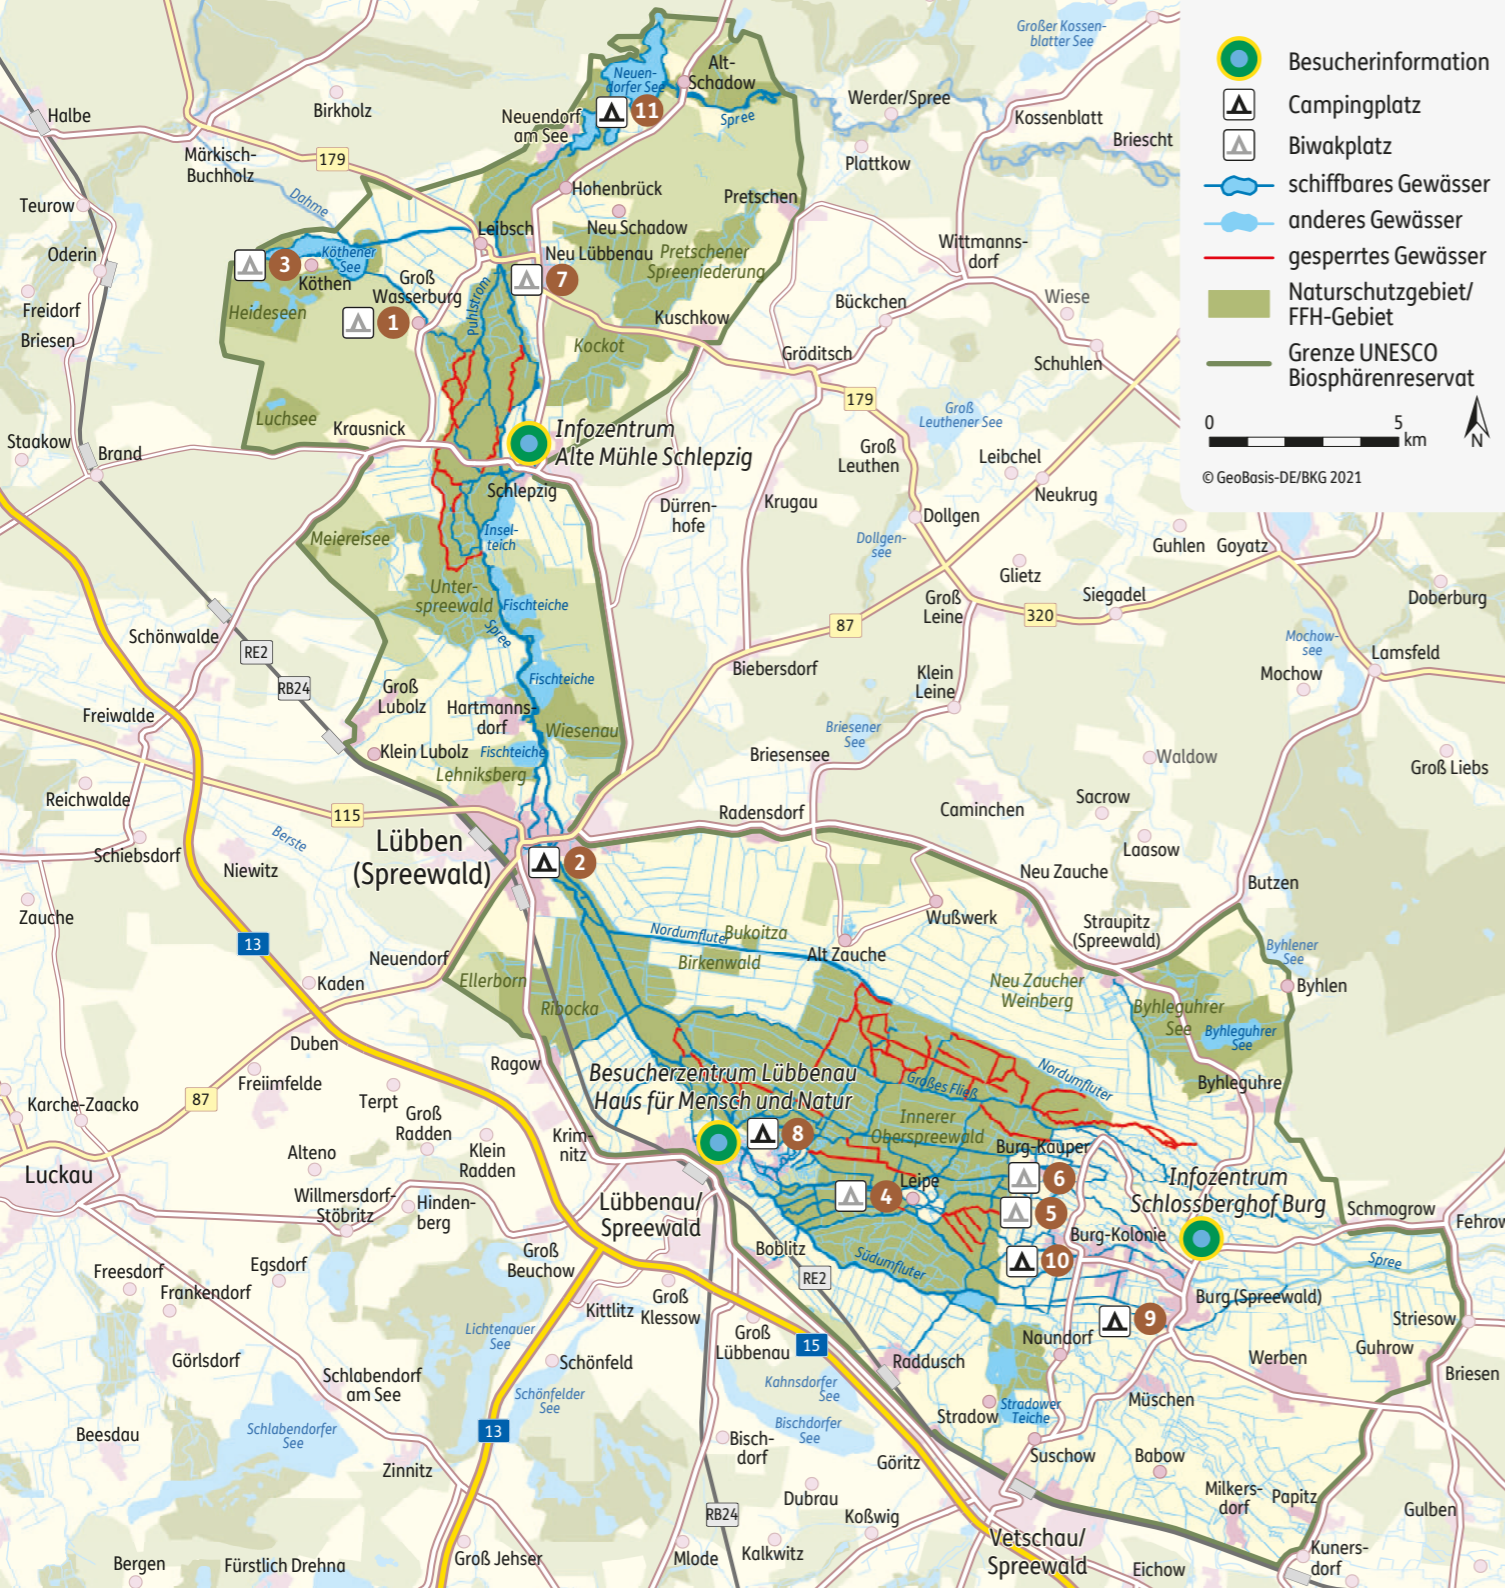 Besucherinformation
Campingplatz
Biwakplatz
schiffbares Gewässer
anderes Gewässer
gesperrtes Gewässer
Naturschutzgebiet/
FFH-Gebiet
Grenze UNESCO
Biosphärenreservat
0
5
km
N
© GeoBasis-DE/BKG 2021
Großer Kossen-
blatter See
Alt-
Schadow
Neuen-
dorfer See
11
Halbe
Birkholz
Neuendorf
am See
Spree
Werder/Spree
Kossenblatt
Briescht
Märkisch-
Buchholz
179
Plattkow
Teurow
Dahme
Hohenbrück
Pretschen
Leibsch
Neu Schadow
Oderin
3
Köthener
See
Köthen
Groß
Wasserburg
Neu Lübbenau
7
Pretschener
Spreeniederung
Wittmanns-
dorf
Freidorf
Heideseen
1
Puhlstrom
Bückchen
Wiese
Briesen
Kuschkow
Kockot
Gröditsch
Schuhlen
179
Luchsee
Krausnick
Infozentrum
Alte Mühle Schlepzig
Groß
Leuthener See
Staakow
Brand
Groß
Leuthen
Leibchel
Schlepzig
Neukrug
Dürren-
hofe
Krugau
Dollgen
Meiereisee
Insel-
teich
Dollgen-
see
Guhlen
Goyatz
Glietz
Unter-
spreewald
Fischteiche
Siegadel
Groß
Leine
320
Doberburg
Spree
87
Schönwalde
RE2
Mochow-
see
Lamsfeld
RB24
Biebersdorf
Klein
Leine
Mochow
Fischteiche
Groß
Lubolz
Hartmanns-
dorf
Freiwalde
Wiesenau
Briesener
See
Klein Lubolz
Fischteiche
Lehniksberg
Briesensee
Waldow
Groß Liebs
Reichwalde
115
Radensdorf
Caminchen
Sacrow
Berste
Lübben
(Spreewald)
Schiebsdorf
Niewitz
2
Laasow
Neu Zauche
Butzen
Zauche
Wußwerk
Straupitz
(Spreewald)
13
Nordumfluter
Bukoitza
Birkenwald
Alt Zauche
Byhlener
See
Neuendorf
Kaden
Ellerborn
Ribocka
Neu Zaucher
Weinberg
Byhlen
Byhleguhrer
See
Byhleguhrer
See
Duben
Ragow
Besucherzentrum Lübbenau
Haus für Mensch und Natur
Großes Fließ
Nordumfluter
Byhleguhre
Freiimfelde
Terpt
87
Karche-Zaacko
Groß
Radden
Krim-
nitz
8
Innerer
Oberspreewald
Burg-Kauper
Alteno
Klein
Radden
Luckau
Infozentrum
Schlossberghof Burg
6
4
Leipe
Willmersdorf-
Stöbritz
Hinden-
berg
Lübbenau/
Spreewald
5
Schmogrow
Fehrow
Burg-Kolonie
Boblitz
Groß
Beuchow
Südumfluter
10
Spree
Egsdorf
Freesdorf
Frankendorf
RE2
Burg (Spreewald)
Kittlitz
Groß
Klessow
9
Striesow
Lichtenauer
See
Groß
Lübbenau
15
Naundorf
Guhrow
Görlsdorf
Schönfeld
Raddusch
Werben
Briesen
Schlabendorf
am See
Schönfelder
See
Kahnsdorfer
See
Stradow
Stradower
Teiche
Müschen
Beesdau
Schlabendorfer
See
13
Bischdorfer
See
Bisch-
dorf
Zinnitz
Göritz
Suschow
Babow
Dubrau
Milkers-
dorf
Papitz
Gulben
RB24
Koßwig
Vetschau/
Spreewald
Bergen
Fürstlich Drehna
Groß Jehser
Mlode
Kalkwitz
Eichow
Kuners-
dorf